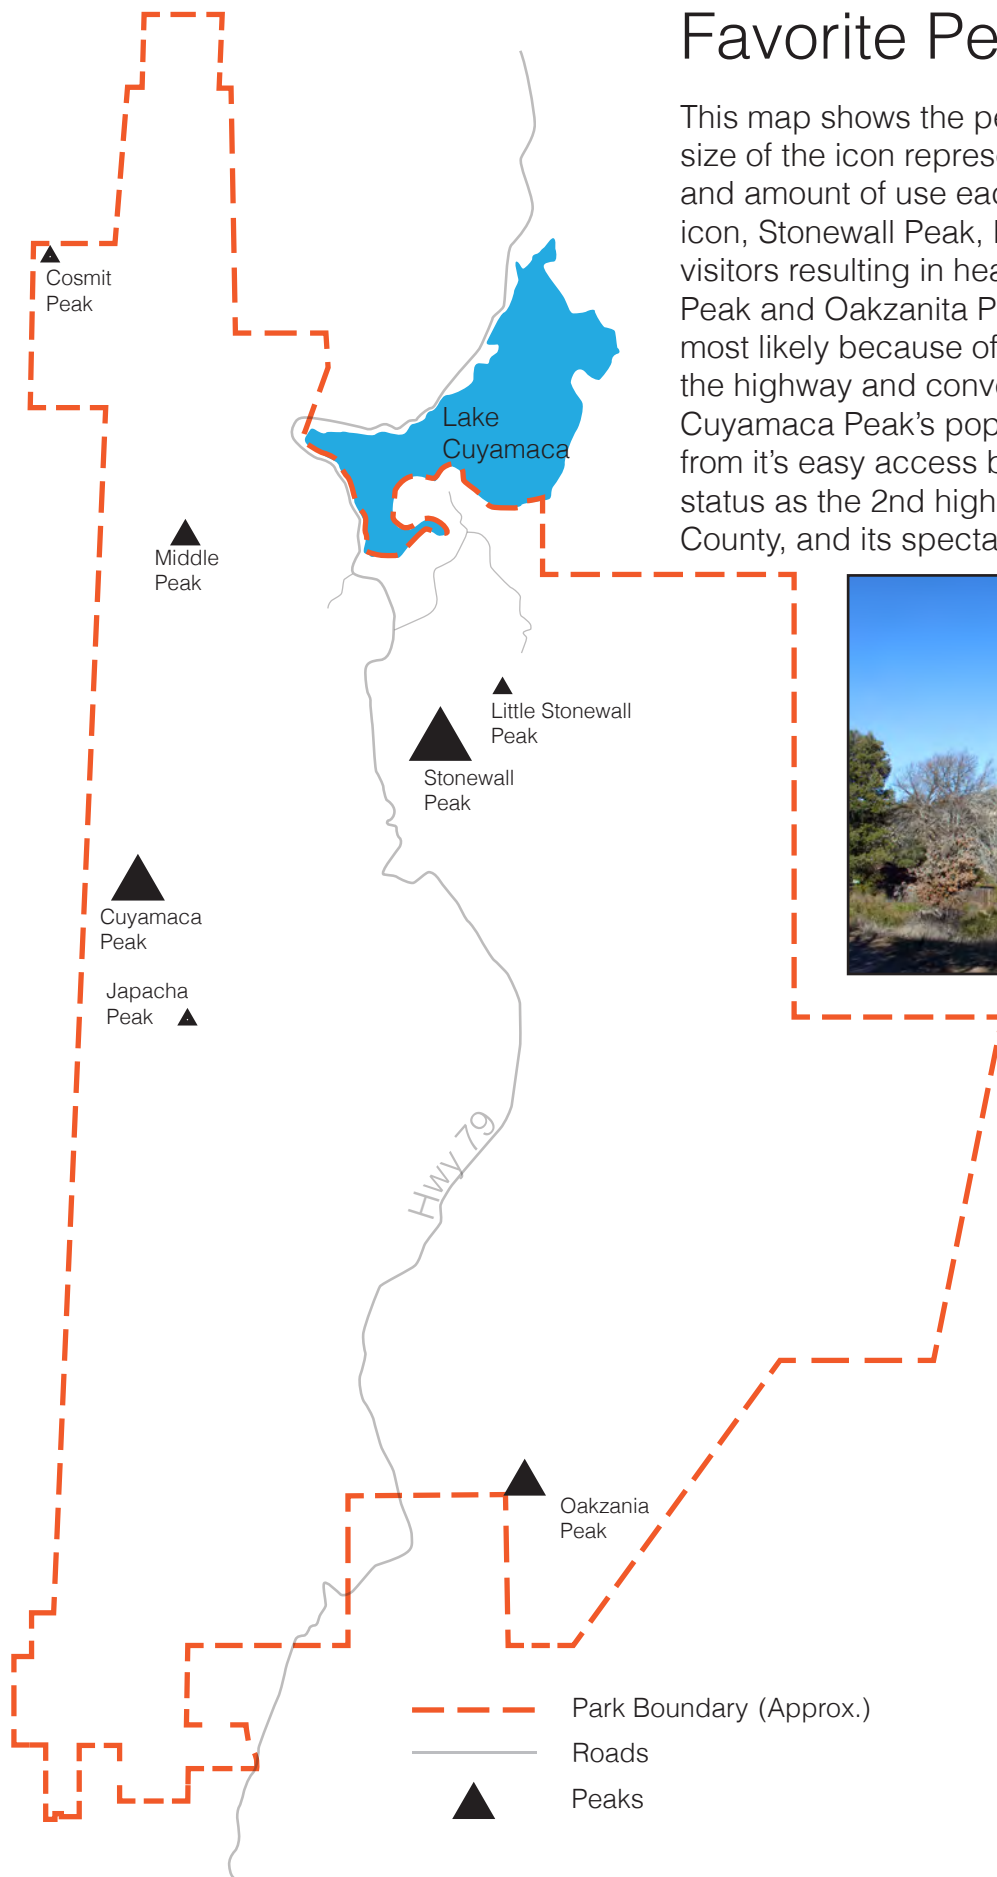 Favorite Pe
This map shows the pe
size of the icon represe
and amount of use eac
icon, Stonewall Peak, h
visitors resulting in hea
Peak and Oakzanita P
most likely because of
the highway and conve
Cuyamaca Peak's pop
from it's easy access b
status as the 2nd high
County, and its specta
Cosmit
Peak
Lake
Cuyamaca
Middle
Peak
Little Stonewall
Peak
Stonewall
Peak
Cuyamaca
Peak
Japacha
Peak
Hwy 79
Oakzania
Peak
Park Boundary (Approx.)
Roads
Peaks